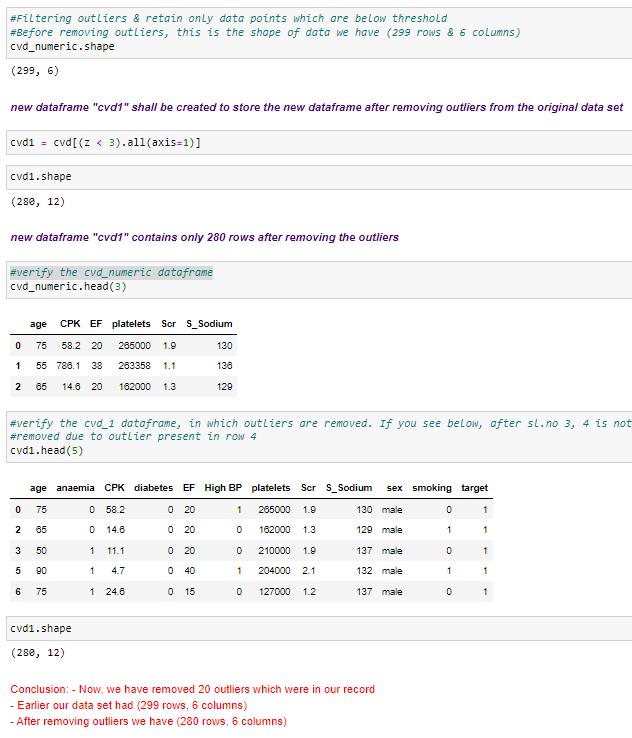 #Filtering outliers & retain only data points which are below threshold
#Before removing outliers, this is the shape of data we have (299 rows & 6 columns)
cvd_numeric.shape
(299, 6)
new dataframe "cvd1" shall be created to store the new dataframe after removing outliers from the original data set
cvd1 = cvd[(z < 3).all(axis=1)]
cvd1.shape
(280, 12)
new dataframe "cvd1" contains only 280 rows after removing the outliers
#verify the cvd_numeric dataframe
cvd_numeric.head(3)
age CPK EF platelets Scr S_Sodium
0 75 58.2 20 265000 1.9 130
1 55 786.1 38 263358 1.1 136
2 65 14.6 20 162000 1.3 129
#verify the cvd_1 dataframe, in which outliers are removed. If you see below, after sl.no 3, 4 is not
#removed due to outlier present in row 4
cvd1.head(5)
age anaemia CPK diabetes EF High BP platelets Scr S_Sodium sex smoking target
0 75 0 58.2 0 20 1 265000 1.9 130 male 0 1
2 65 0 14.6 0 20 0 162000 1.3 129 male 1 1
3 50 1 11.1 0 20 0 210000 1.9 137 male 0 1
5 90 1 4.7 0 40 1 204000 2.1 132 male 1 1
6 75 1 24.6 0 15 0 127000 1.2 137 male 0 1
cvd1.shape
(280, 12)
Conclusion: - Now, we have removed 20 outliers which were in our record
- Earlier our data set had (299 rows, 6 columns)
- After removing outliers we have (280 rows, 6 columns)